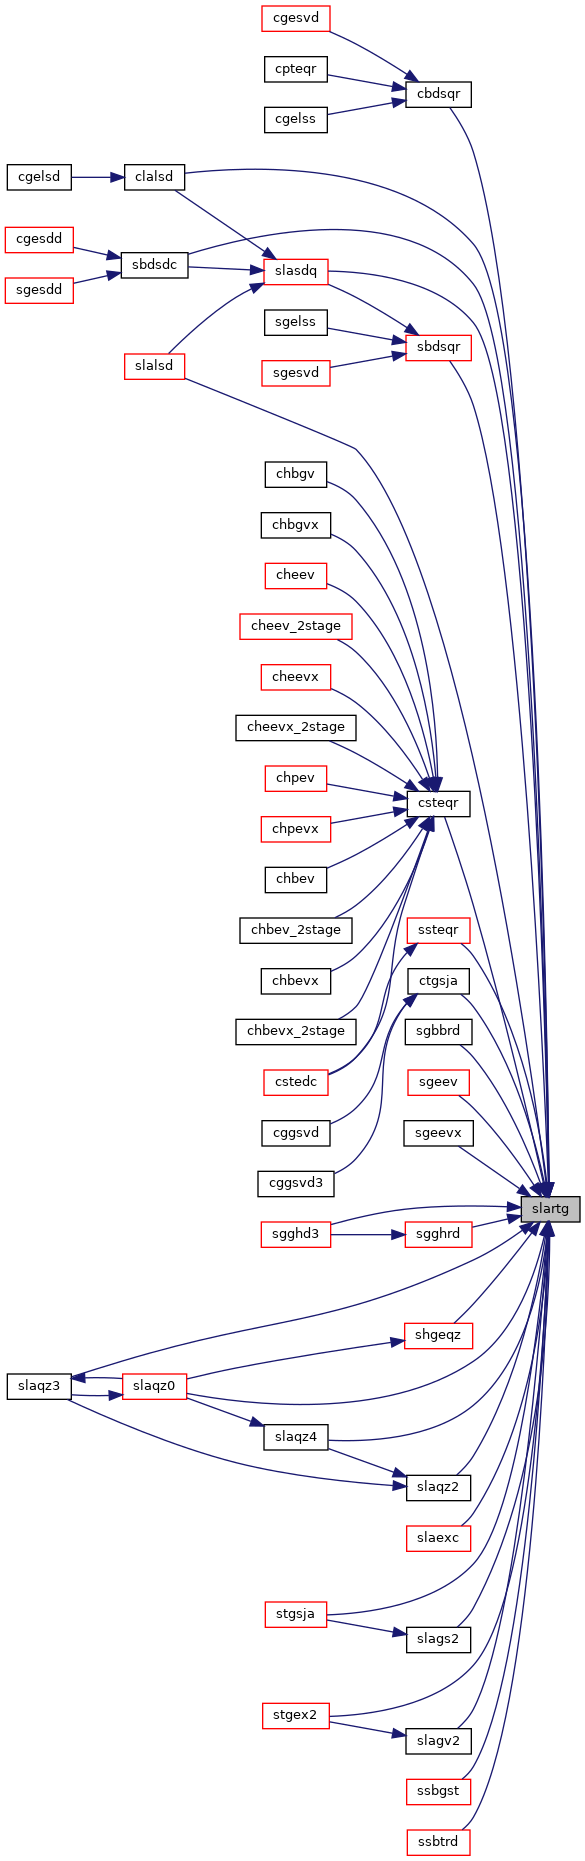 cgesvd
cpteqr
cbdsqr
cgelss
cgelsd
clalsd
cgesdd
sbdsdc
slasdq
sgesdd
sgelss
sbdsqr
slalsd
sgesvd
chbgv
chbgvx
cheev
cheev_2stage
cheevx
cheevx_2stage
chpev
csteqr
chpevx
chbev
chbev_2stage
ssteqr
chbevx
ctgsja
chbevx_2stage
sgbbrd
cstedc
sgeev
cggsvd
sgeevx
cggsvd3
slartg
sgghd3
sgghrd
shgeqz
slaqz3
slaqz0
slaqz4
slaqz2
slaexc
stgsja
slags2
stgex2
slagv2
ssbgst
ssbtrd